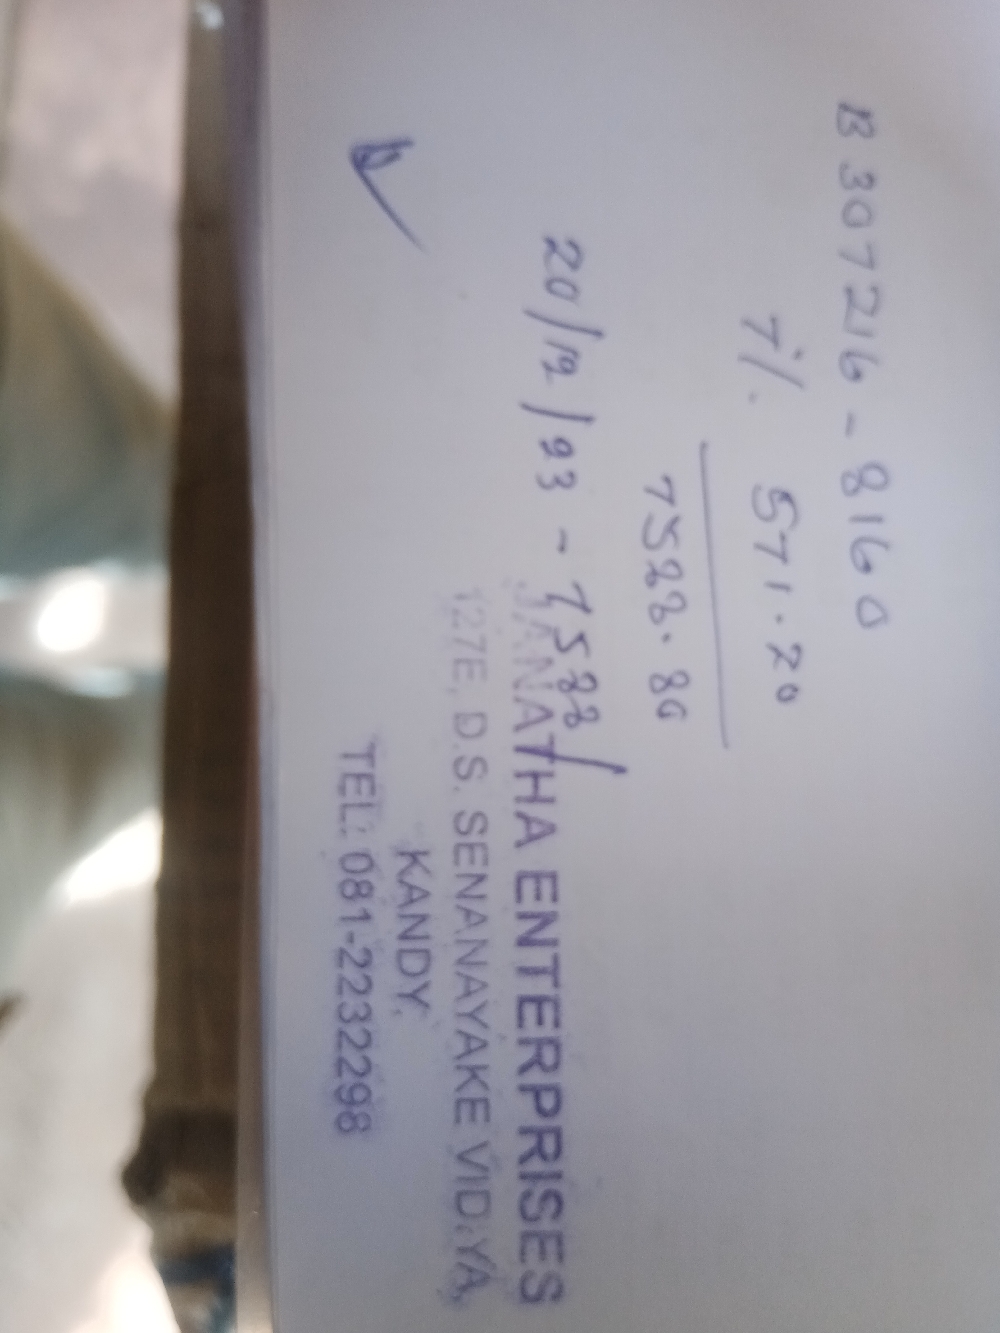 B 307216 - 8160
7%. 571.20
7588.80
20/12/23 - 7588/
JANATHA ENTERPRISES
127E, D.S. SENANAYAKE VIDIYA,
KANDY.
TEL: 081-2232298